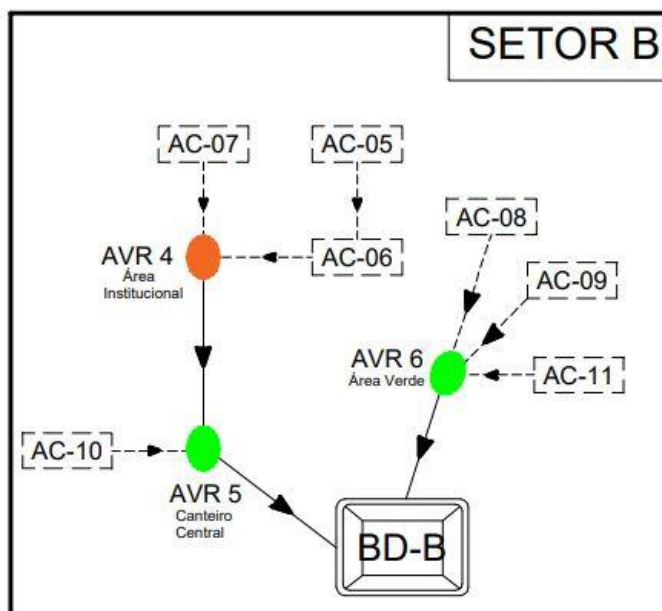 SETOR B
AC-07
AC-05
AC-08
AVR 4
Área
Institucional
AC-06
AC-09
AVR 6
Área Verde
AC-11
AC-10
AVR 5
Canteiro
Central
BD-B